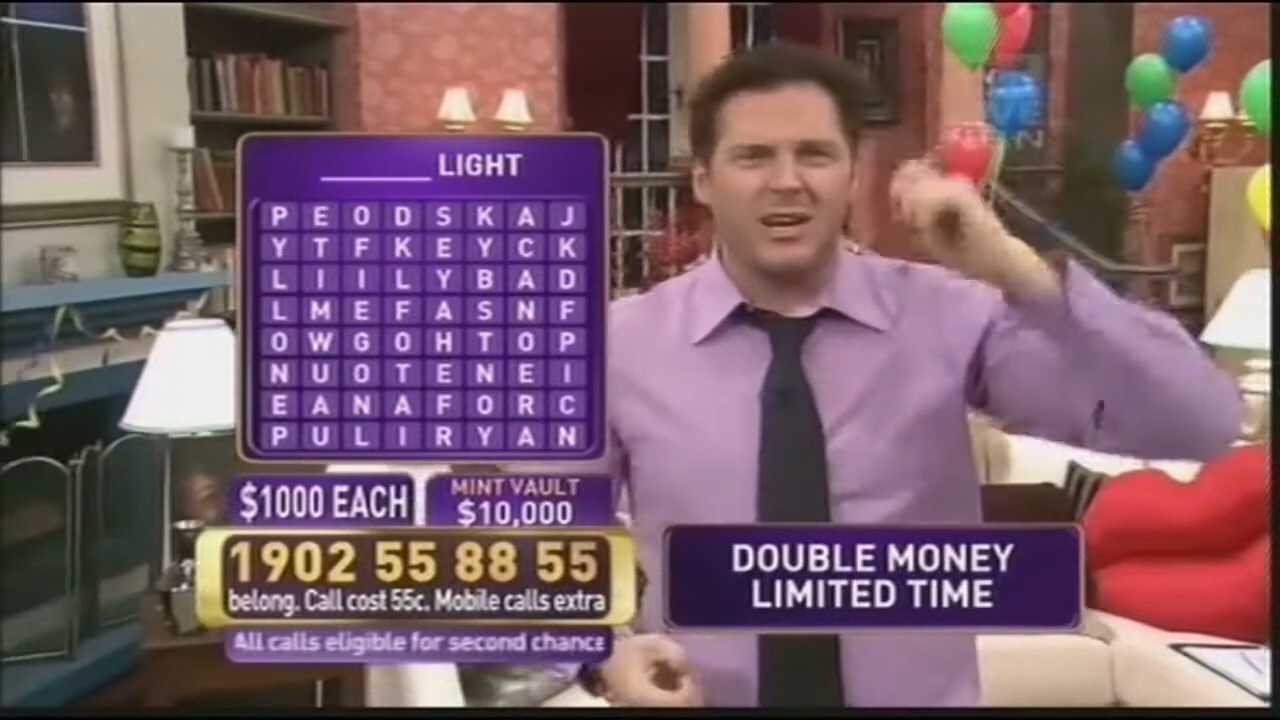 _______ LIGHT
P E O D S K A J
Y T F K E Y C K
L I I L Y B A D
L M E F A S N F
O W G O H T O P
N U O T E N E I
E A N A F O R C
P U L I R Y A N
$1000 EACH
MINT VAULT
$10,000
1902 55 88 55
belong. Call cost 55c. Mobile calls extra
All calls eligible for second chance
DOUBLE MONEY
LIMITED TIME